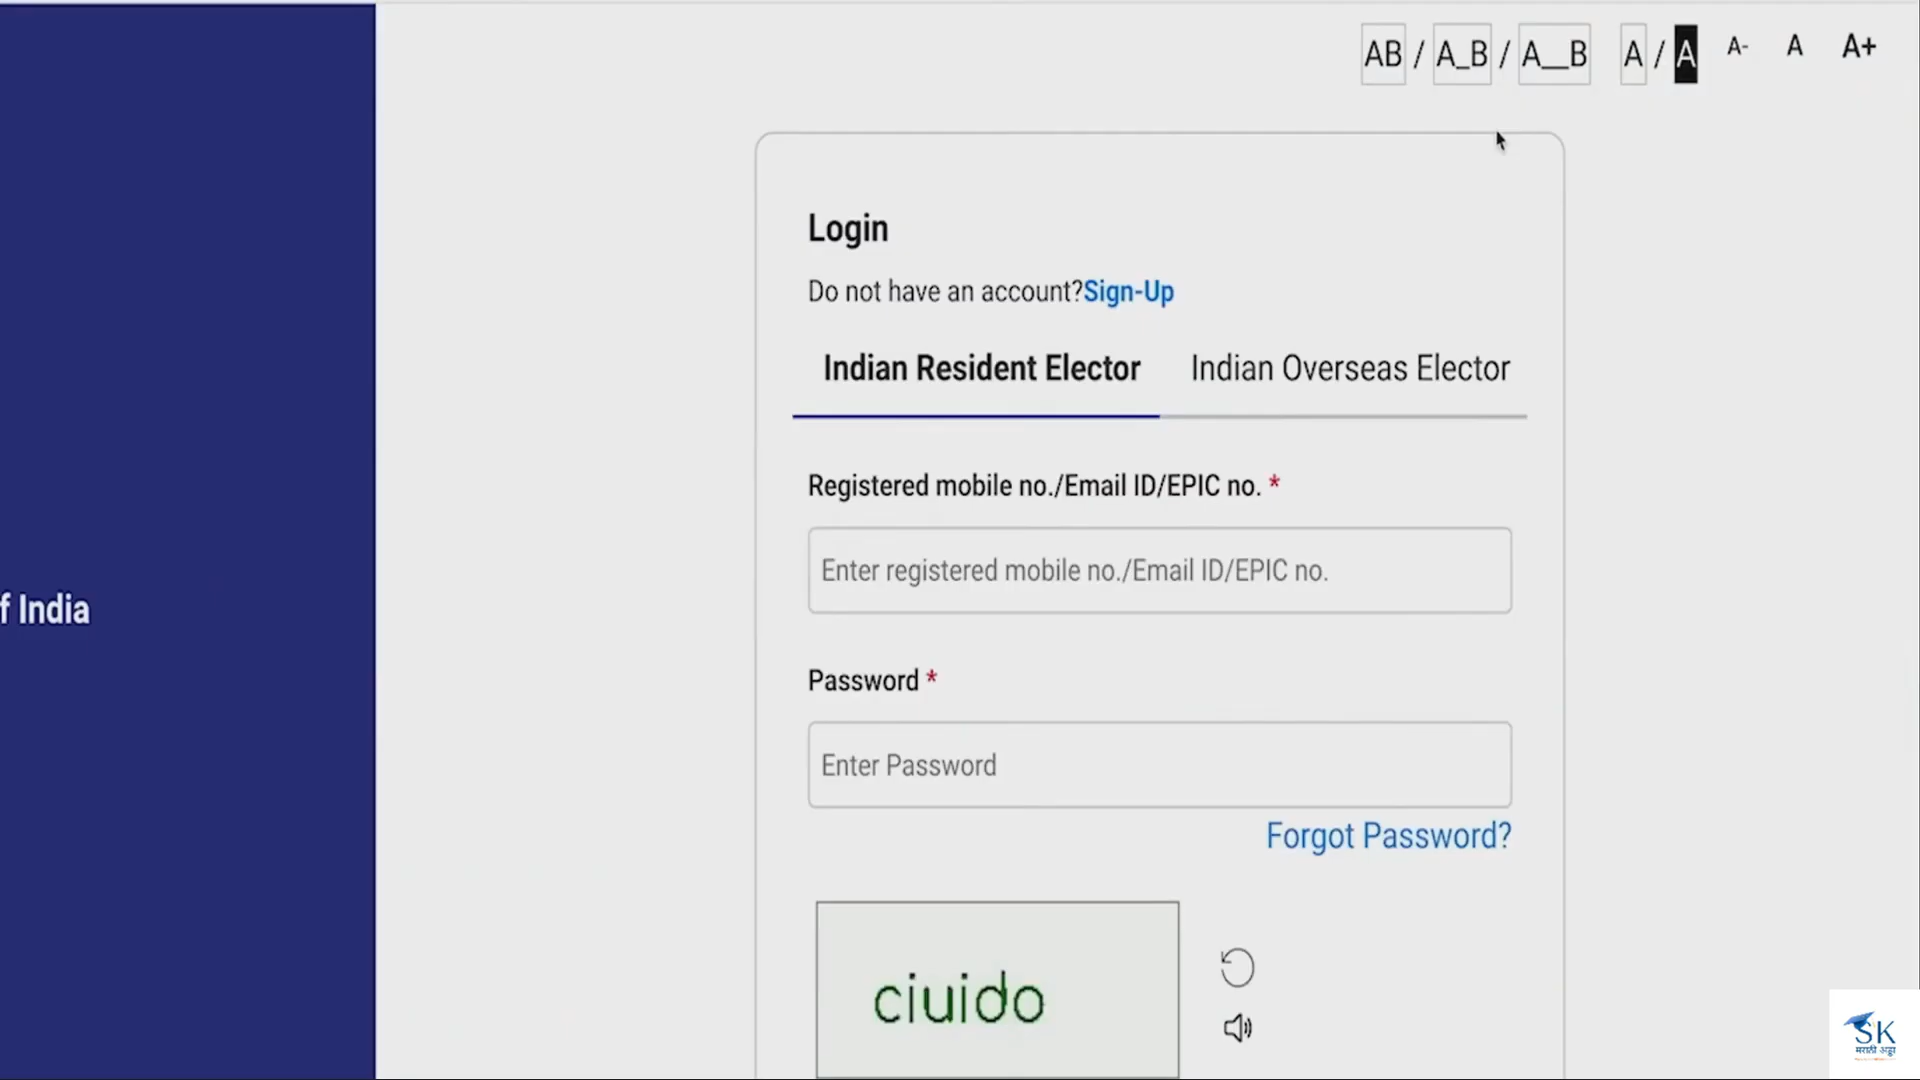 AB / A_B / A__B A / A A- A A+
Login
Do not have an account?Sign-Up
Indian Resident Elector Indian Overseas Elector
Registered mobile no./Email ID/EPIC no. *
Enter registered mobile no./Email ID/EPIC no.
f India
Password *
Enter Password
Forgot Password?
ciuido
SK
मराठी अड्डा